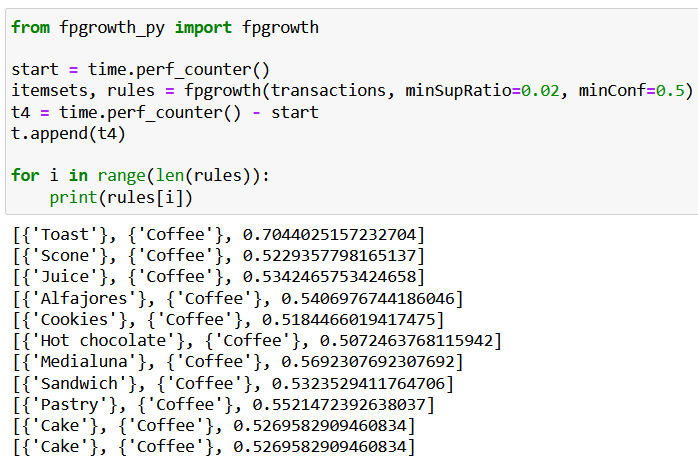 from fpgrowth_py import fpgrowth
start = time.perf_counter()
itemsets, rules = fpgrowth(transactions, minSupRatio=0.02, minConf=0.5)
t4 = time.perf_counter() - start
t.append(t4)
for i in range(len(rules)):
    print(rules[i])
[{'Toast'}, {'Coffee'}, 0.7044025157232704]
[{'Scone'}, {'Coffee'}, 0.5229357798165137]
[{'Juice'}, {'Coffee'}, 0.5342465753424658]
[{'Alfajores'}, {'Coffee'}, 0.5406976744186046]
[{'Cookies'}, {'Coffee'}, 0.5184466019417475]
[{'Hot chocolate'}, {'Coffee'}, 0.5072463768115942]
[{'Medialuna'}, {'Coffee'}, 0.5692307692307692]
[{'Sandwich'}, {'Coffee'}, 0.5323529411764706]
[{'Pastry'}, {'Coffee'}, 0.5521472392638037]
[{'Cake'}, {'Coffee'}, 0.5269582909460834]
[{'Cake'}, {'Coffee'}, 0.5269582909460834]